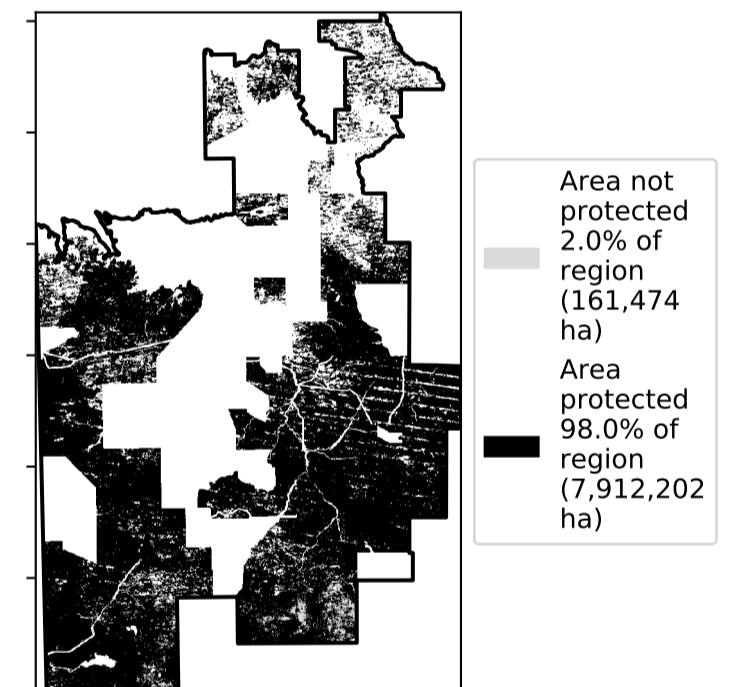 Area not
protected
2.0% of
region
(161,474
ha)
Area
protected
98.0% of
region
(7,912,202
ha)